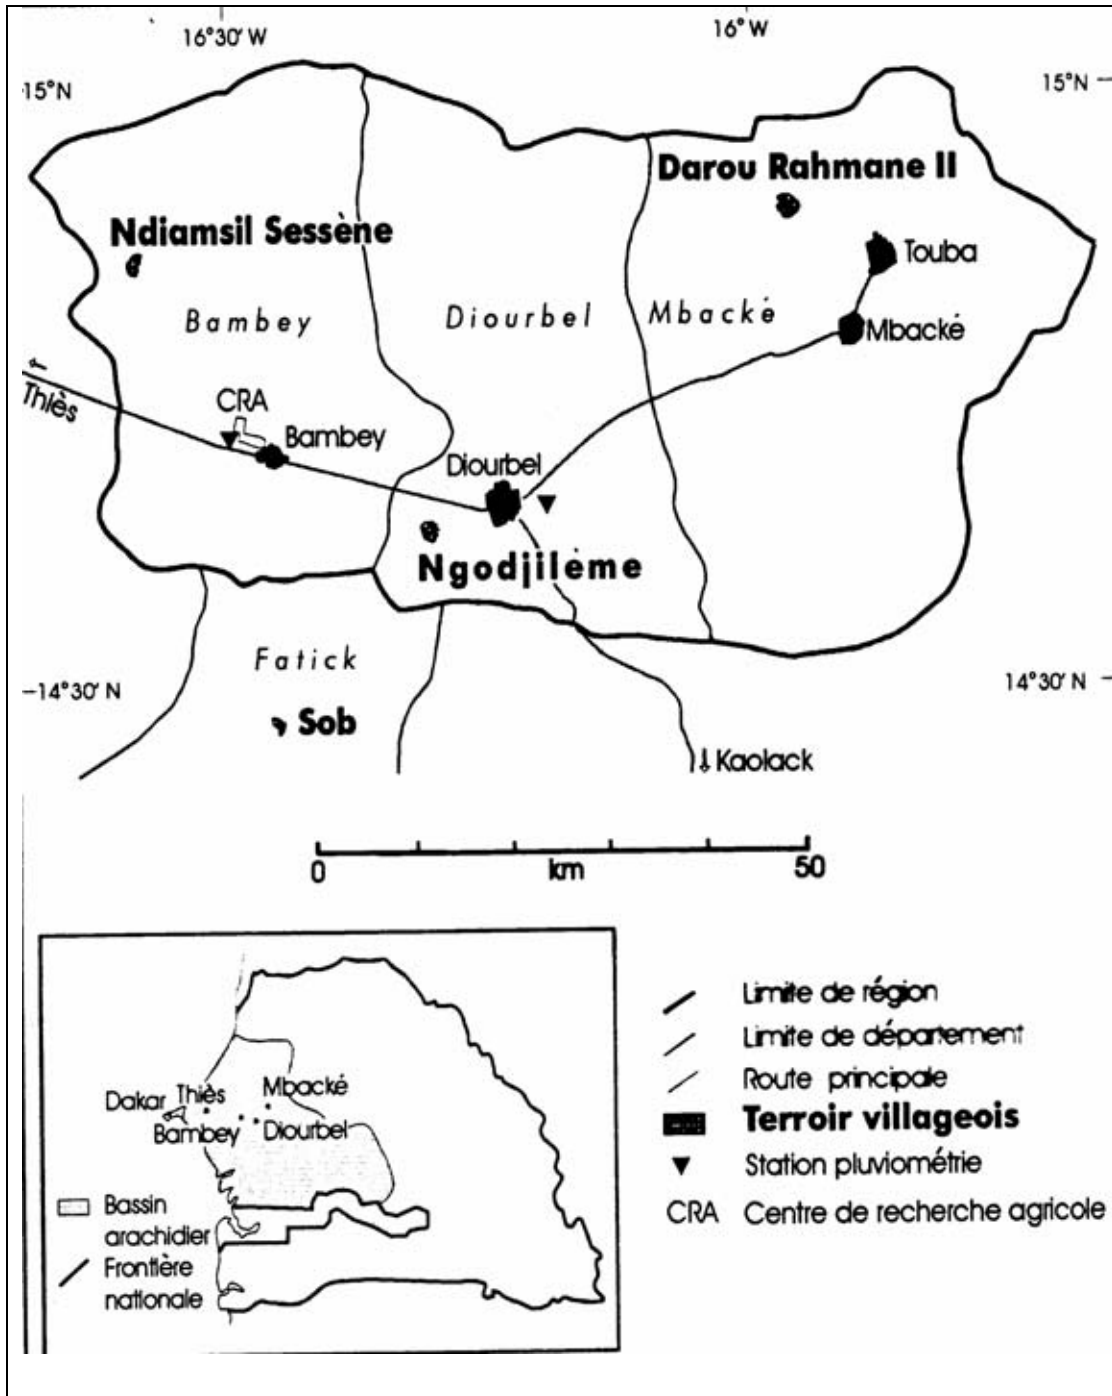 16°30' W
16°W
15°N
15°N
Darou Rahmane II
Ndiamsil Sessène
Touba
Bambey
Diourbel
Mbacké
Mbacké
Thiès
CRA
Bambey
Diourbel
Ngodjilème
Fatick
14°30' N
14°30' N
Sob
Kaolack
0
km
50
Limite de région
Limite de département
Route principale
Terroir villageois
Station pluviométrie
CRA Centre de recherche agricole
Dakar
Thiès
Mbacké
Bambey
Diourbel
Bassin
arachidier
Frontière
nationale